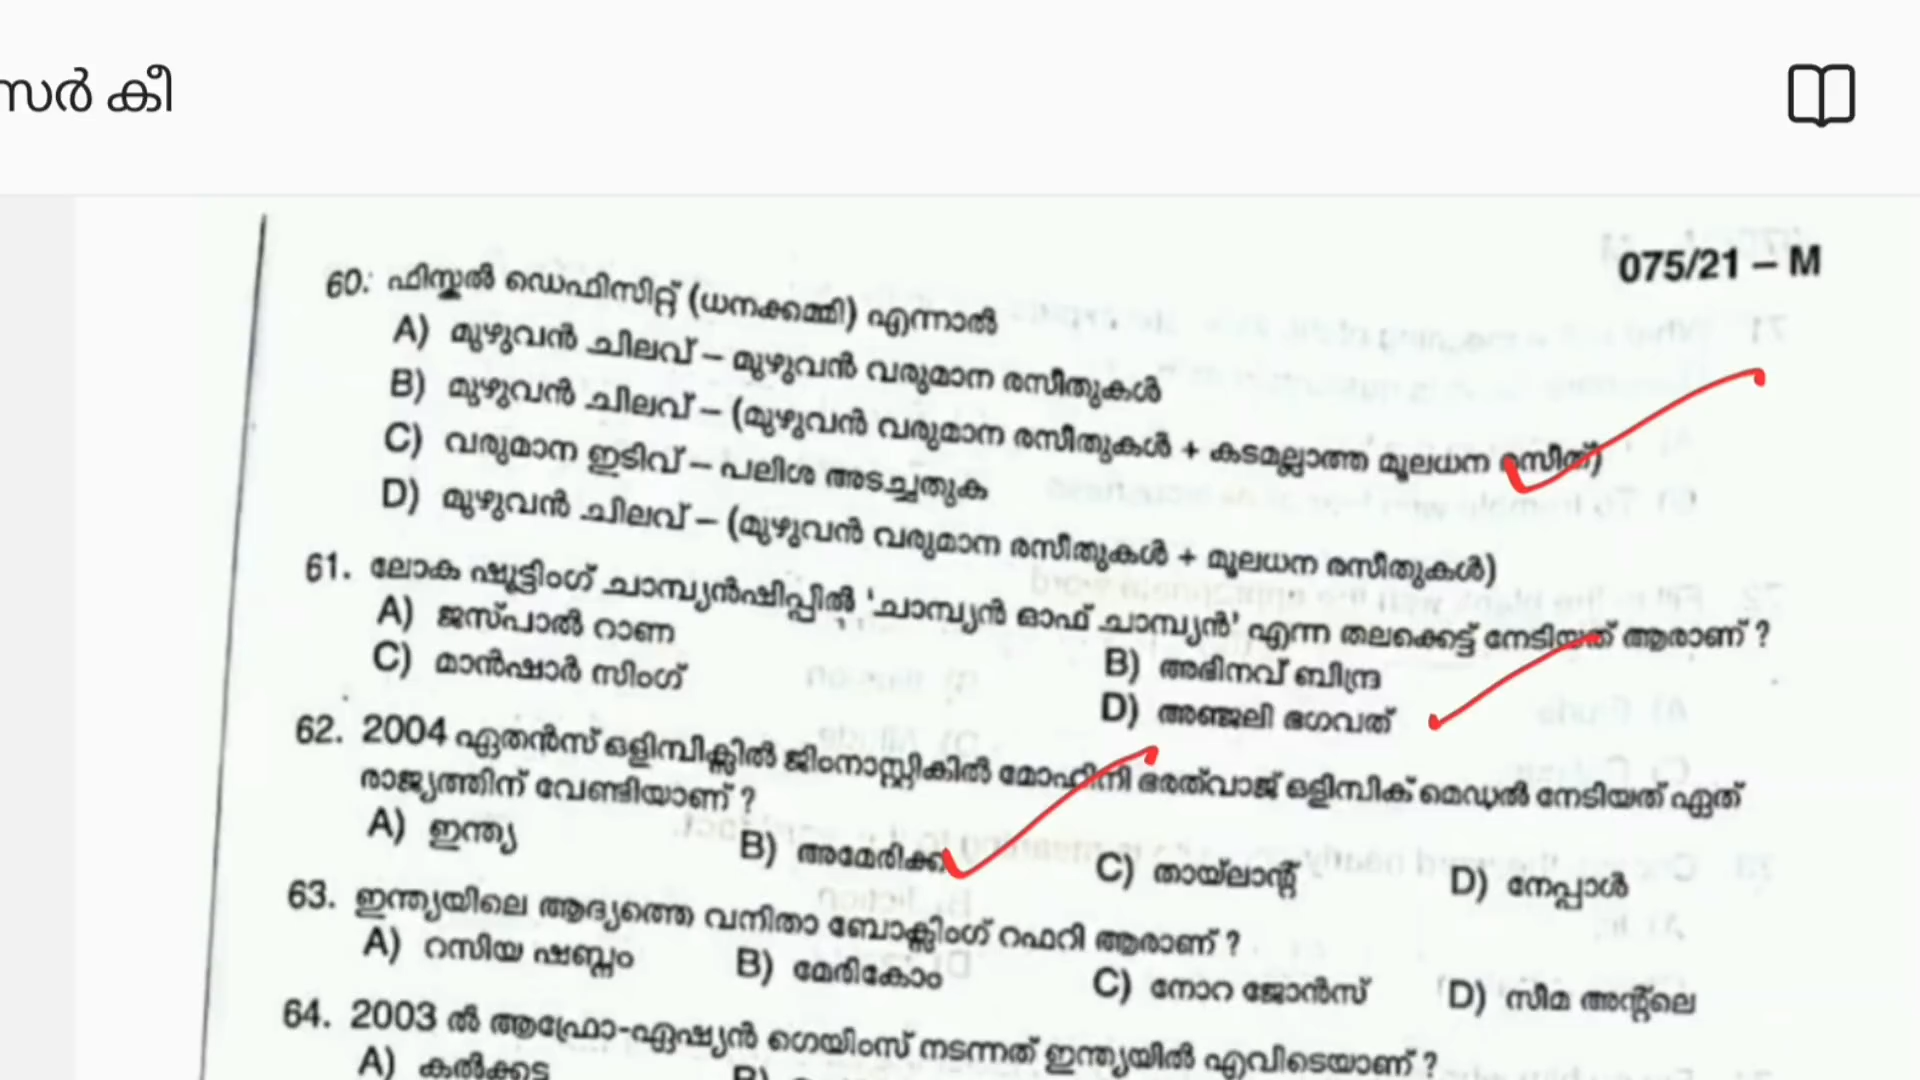 സർ കീ
075/21 – M
60. ഫിസ്കൽ ഡെഫിസിറ്റ് (ധനക്കമ്മി) എന്നാൽ
A) മുഴുവൻ ചിലവ് – മുഴുവൻ വരുമാന രസീതുകൾ
B) മുഴുവൻ ചിലവ് – (മുഴുവൻ വരുമാന രസീതുകൾ + കടമല്ലാത്ത മൂലധന രസീത്)
C) വരുമാന ഇടിവ് – പലിശ അടച്ചതുക
D) മുഴുവൻ ചിലവ് – (മുഴുവൻ വരുമാന രസീതുകൾ + മൂലധന രസീതുകൾ)
61. ലോക ഷൂട്ടിംഗ് ചാമ്പ്യൻഷിപ്പിൽ 'ചാമ്പ്യൻ ഓഫ് ചാമ്പ്യൻ' എന്ന തലക്കെട്ട് നേടിയത് ആരാണ് ?
A) ജസ്പാൽ റാണ B) അഭിനവ് ബിന്ദ്ര
C) മാൻഷാർ സിംഗ് D) അഞ്ജലി ഭഗവത്
62. 2004 ഏതൻസ് ഒളിമ്പിക്സിൽ ജിംനാസ്റ്റികിൽ മോഹിനി ഭരത്‌വാജ് ഒളിമ്പിക് മെഡൽ നേടിയത് ഏത്
രാജ്യത്തിന് വേണ്ടിയാണ് ?
A) ഇന്ത്യ B) അമേരിക്ക C) തായ്‌ലാന്റ് D) നേപ്പാൾ
63. ഇന്ത്യയിലെ ആദ്യത്തെ വനിതാ ബോക്സിംഗ് റഫറി ആരാണ് ?
A) റസിയ ഷബ്നം B) മേരികോം C) നോറ ജോൻസ് D) സീമ അന്റ്ലെ
64. 2003 ൽ ആഫ്രോ-ഏഷ്യൻ ഗെയിംസ് നടന്നത് ഇന്ത്യയിൽ എവിടെയാണ് ?
A) കൽക്കട്ട B)